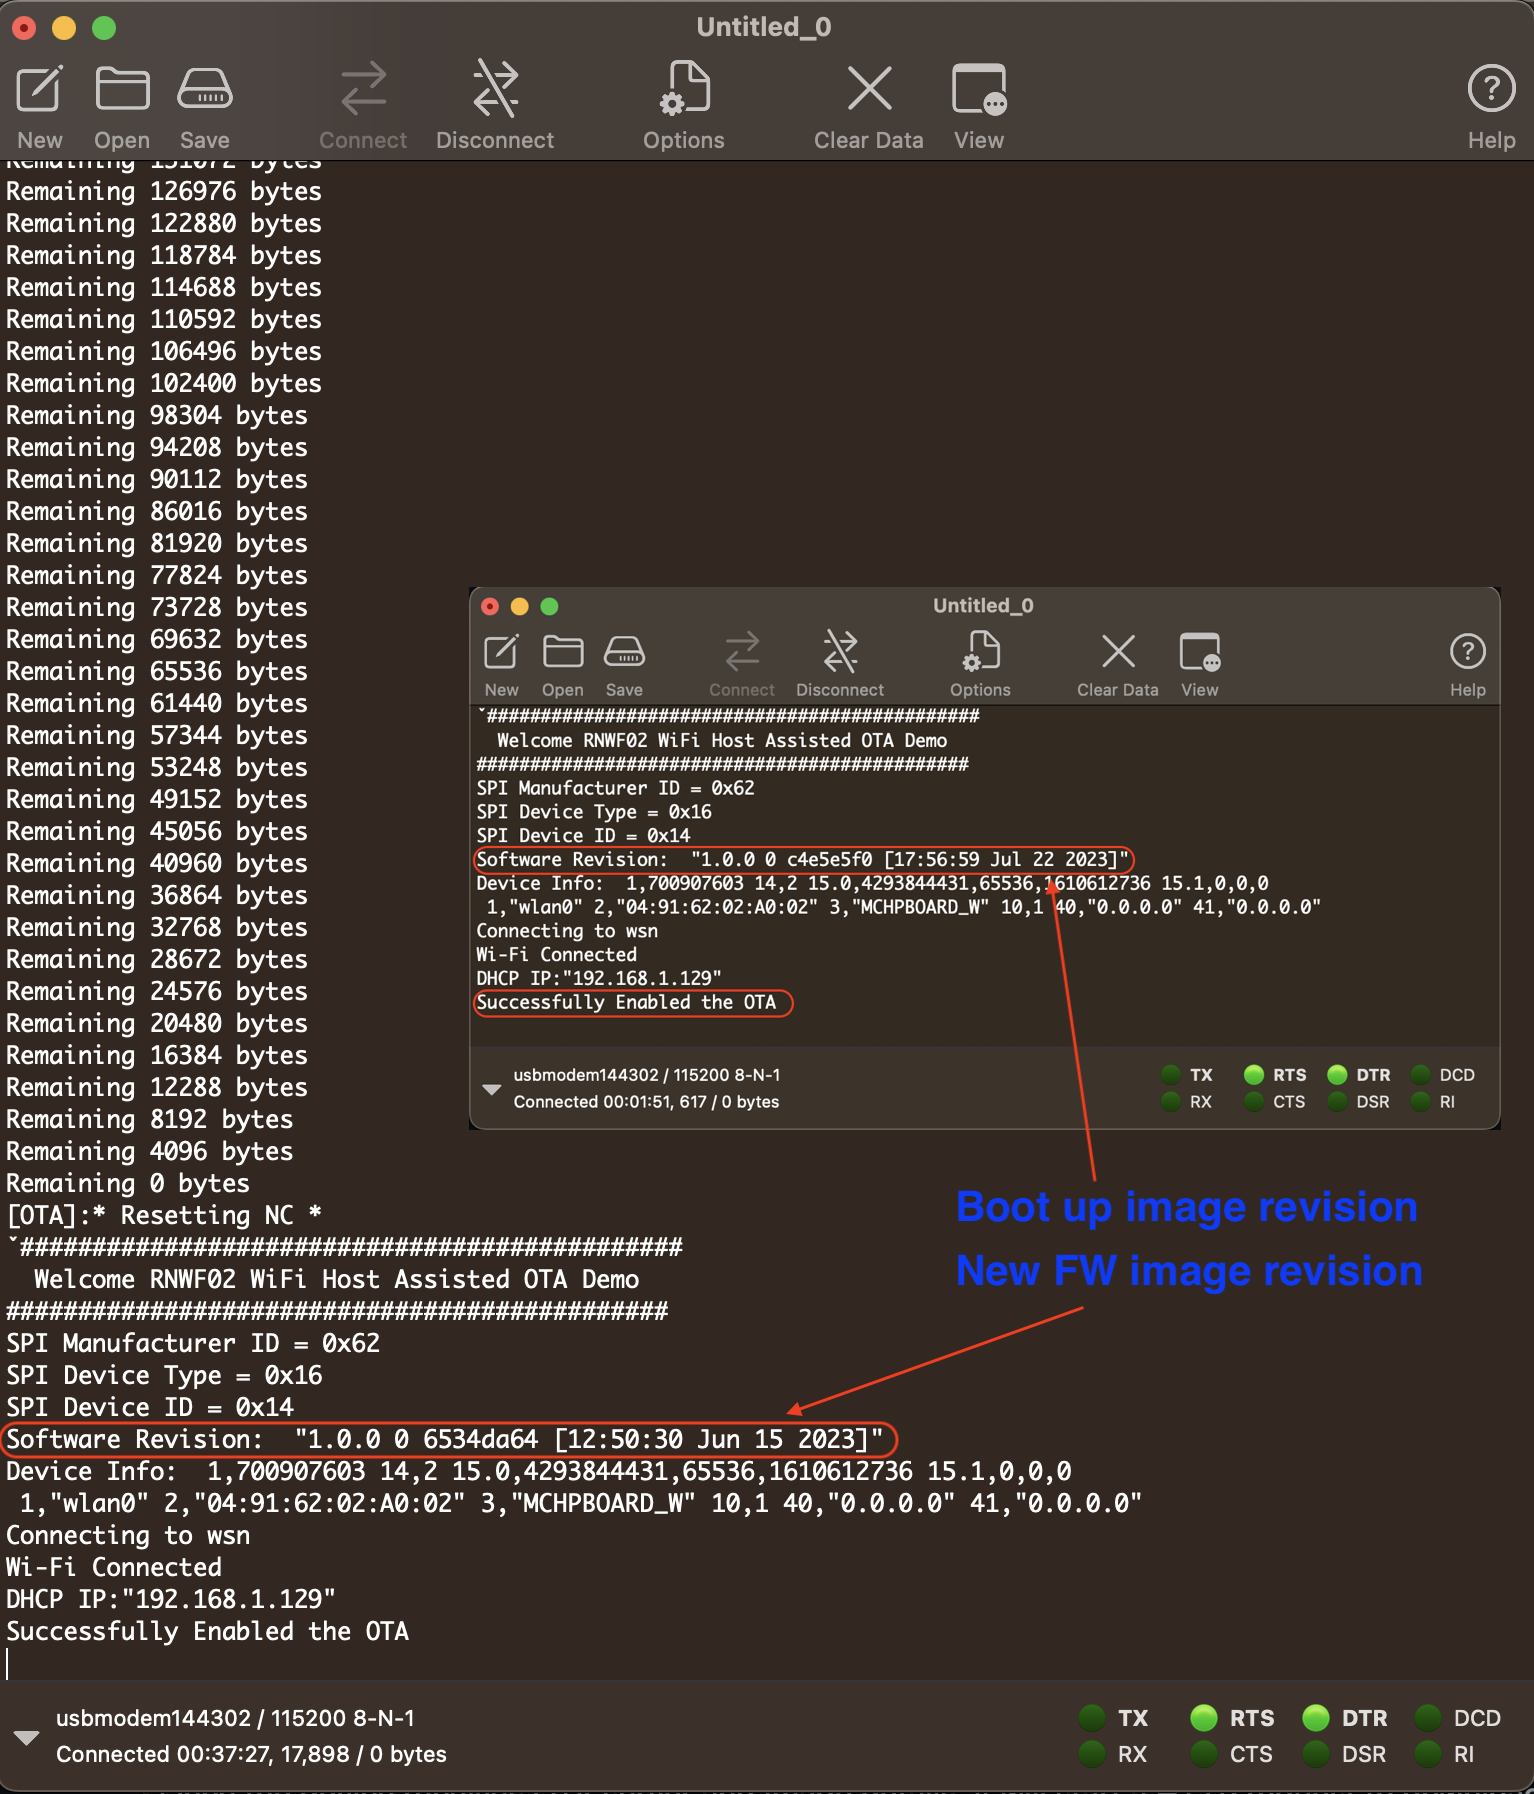 Untitled_0
New Open Save Connect Disconnect Options Clear Data View Help
Remaining 131072 bytes
Remaining 126976 bytes
Remaining 122880 bytes
Remaining 118784 bytes
Remaining 114688 bytes
Remaining 110592 bytes
Remaining 106496 bytes
Remaining 102400 bytes
Remaining 98304 bytes
Remaining 94208 bytes
Remaining 90112 bytes
Remaining 86016 bytes
Remaining 81920 bytes
Remaining 77824 bytes
Remaining 73728 bytes
Remaining 69632 bytes
Remaining 65536 bytes
Remaining 61440 bytes
Remaining 57344 bytes
Remaining 53248 bytes
Remaining 49152 bytes
Remaining 45056 bytes
Remaining 40960 bytes
Remaining 36864 bytes
Remaining 32768 bytes
Remaining 28672 bytes
Remaining 24576 bytes
Remaining 20480 bytes
Remaining 16384 bytes
Remaining 12288 bytes
Remaining 8192 bytes
Remaining 4096 bytes
Remaining 0 bytes
[OTA]:* Resetting NC *
ˇ##############################################
Welcome RNWF02 WiFi Host Assisted OTA Demo
##############################################
SPI Manufacturer ID = 0x62
SPI Device Type = 0x16
SPI Device ID = 0x14
Software Revision:  "1.0.0 0 6534da64 [12:50:30 Jun 15 2023]"
Device Info:  1,700907603 14,2 15.0,4293844431,65536,1610612736 15.1,0,0,0
1,"wlan0" 2,"04:91:62:02:A0:02" 3,"MCHPBOARD_W" 10,1 40,"0.0.0.0" 41,"0.0.0.0"
Connecting to wsn
Wi-Fi Connected
DHCP IP:"192.168.1.129"
Successfully Enabled the OTA
usbmodem144302 / 115200 8-N-1
Connected 00:37:27, 17,898 / 0 bytes
TX RTS DTR DCD
RX CTS DSR RI
Untitled_0
New Open Save Connect Disconnect Options Clear Data View Help
ˇ##############################################
Welcome RNWF02 WiFi Host Assisted OTA Demo
##############################################
SPI Manufacturer ID = 0x62
SPI Device Type = 0x16
SPI Device ID = 0x14
Software Revision:  "1.0.0 0 c4e5e5f0 [17:56:59 Jul 22 2023]"
Device Info:  1,700907603 14,2 15.0,4293844431,65536,1610612736 15.1,0,0,0
1,"wlan0" 2,"04:91:62:02:A0:02" 3,"MCHPBOARD_W" 10,1 40,"0.0.0.0" 41,"0.0.0.0"
Connecting to wsn
Wi-Fi Connected
DHCP IP:"192.168.1.129"
Successfully Enabled the OTA
usbmodem144302 / 115200 8-N-1
Connected 00:01:51, 617 / 0 bytes
TX RTS DTR DCD
RX CTS DSR RI
Boot up image revision
New FW image revision